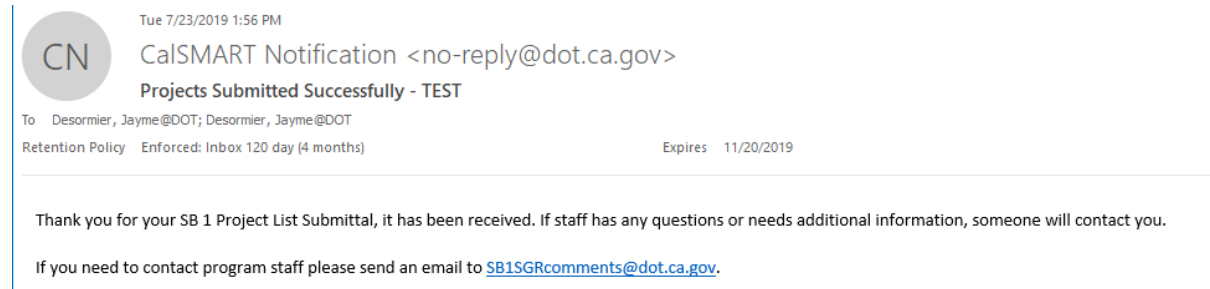 Tue 7/23/2019 1:56 PM
CN
CalSMART Notification <no-reply@dot.ca.gov>
Projects Submitted Successfully - TEST
To Desormier, Jayme@DOT; Desormier, Jayme@DOT
Retention Policy Enforced: Inbox 120 day (4 months) Expires 11/20/2019
Thank you for your SB 1 Project List Submittal, it has been received. If staff has any questions or needs additional information, someone will contact you.
If you need to contact program staff please send an email to SB1SGRcomments@dot.ca.gov.